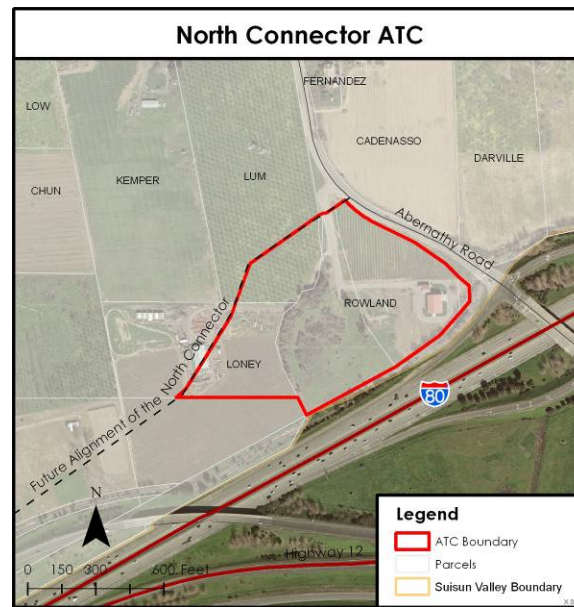 North Connector ATC
FERNANDEZ
LOW
CADENASSO
DARVILLE
KEMPER
LUM
CHUN
Abernathy Road
ROWLAND
LONEY
Future Alignment of the North Connector
80
N
0 150 300 600 Feet
Highway 12
Legend
ATC Boundary
Parcels
Suisun Valley Boundary